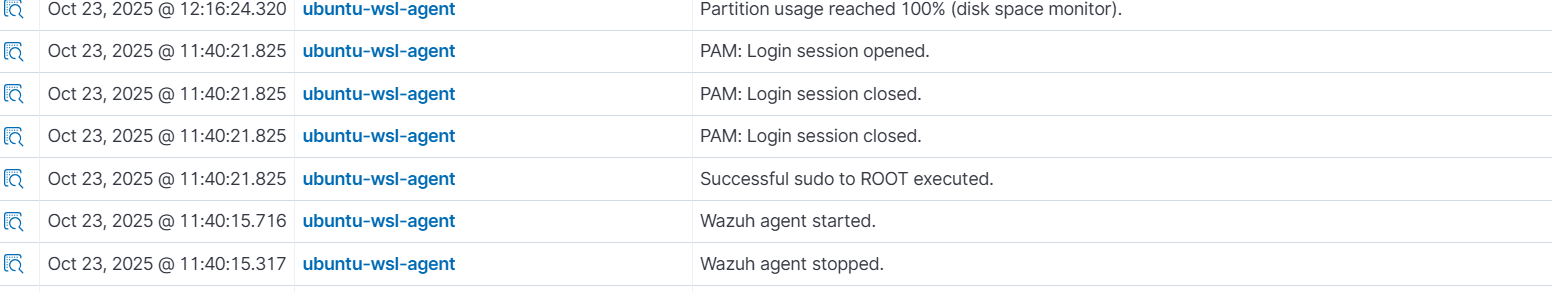 Oct 23, 2025 @ 12:16:24.320 ubuntu-wsl-agent Partition usage reached 100% (disk space monitor).
Oct 23, 2025 @ 11:40:21.825 ubuntu-wsl-agent PAM: Login session opened.
Oct 23, 2025 @ 11:40:21.825 ubuntu-wsl-agent PAM: Login session closed.
Oct 23, 2025 @ 11:40:21.825 ubuntu-wsl-agent PAM: Login session closed.
Oct 23, 2025 @ 11:40:21.825 ubuntu-wsl-agent Successful sudo to ROOT executed.
Oct 23, 2025 @ 11:40:15.716 ubuntu-wsl-agent Wazuh agent started.
Oct 23, 2025 @ 11:40:15.317 ubuntu-wsl-agent Wazuh agent stopped.